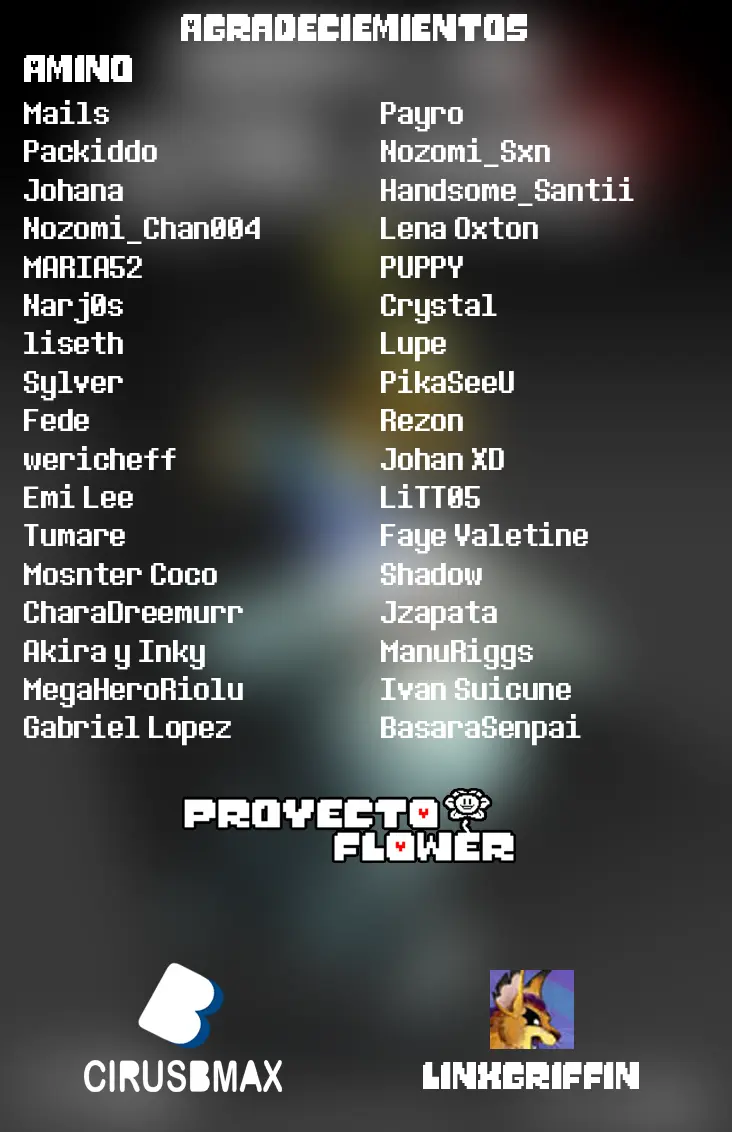 AGRADECIEMIENTOS
AMINO
Mails
Packiddo
Johana
Nozomi_Chan004
MARIA52
Narj0s
liseth
Sylver
Fede
wericheff
Emi Lee
Tumare
Mosnter Coco
CharaDreemurr
Akira y Inky
MegaHeroRiolu
Gabriel Lopez
Payro
Nozomi_Sxn
Handsome_Santii
Lena Oxton
PUPPY
Crystal
Lupe
PikaSeeU
Rezon
Johan XD
LiTT05
Faye Valetine
Shadow
Jzapata
ManuRiggs
Ivan Suicune
BasaraSenpai
PROYECTO
FLOWER
CIRUSBMAX
LINXGRIFFIN